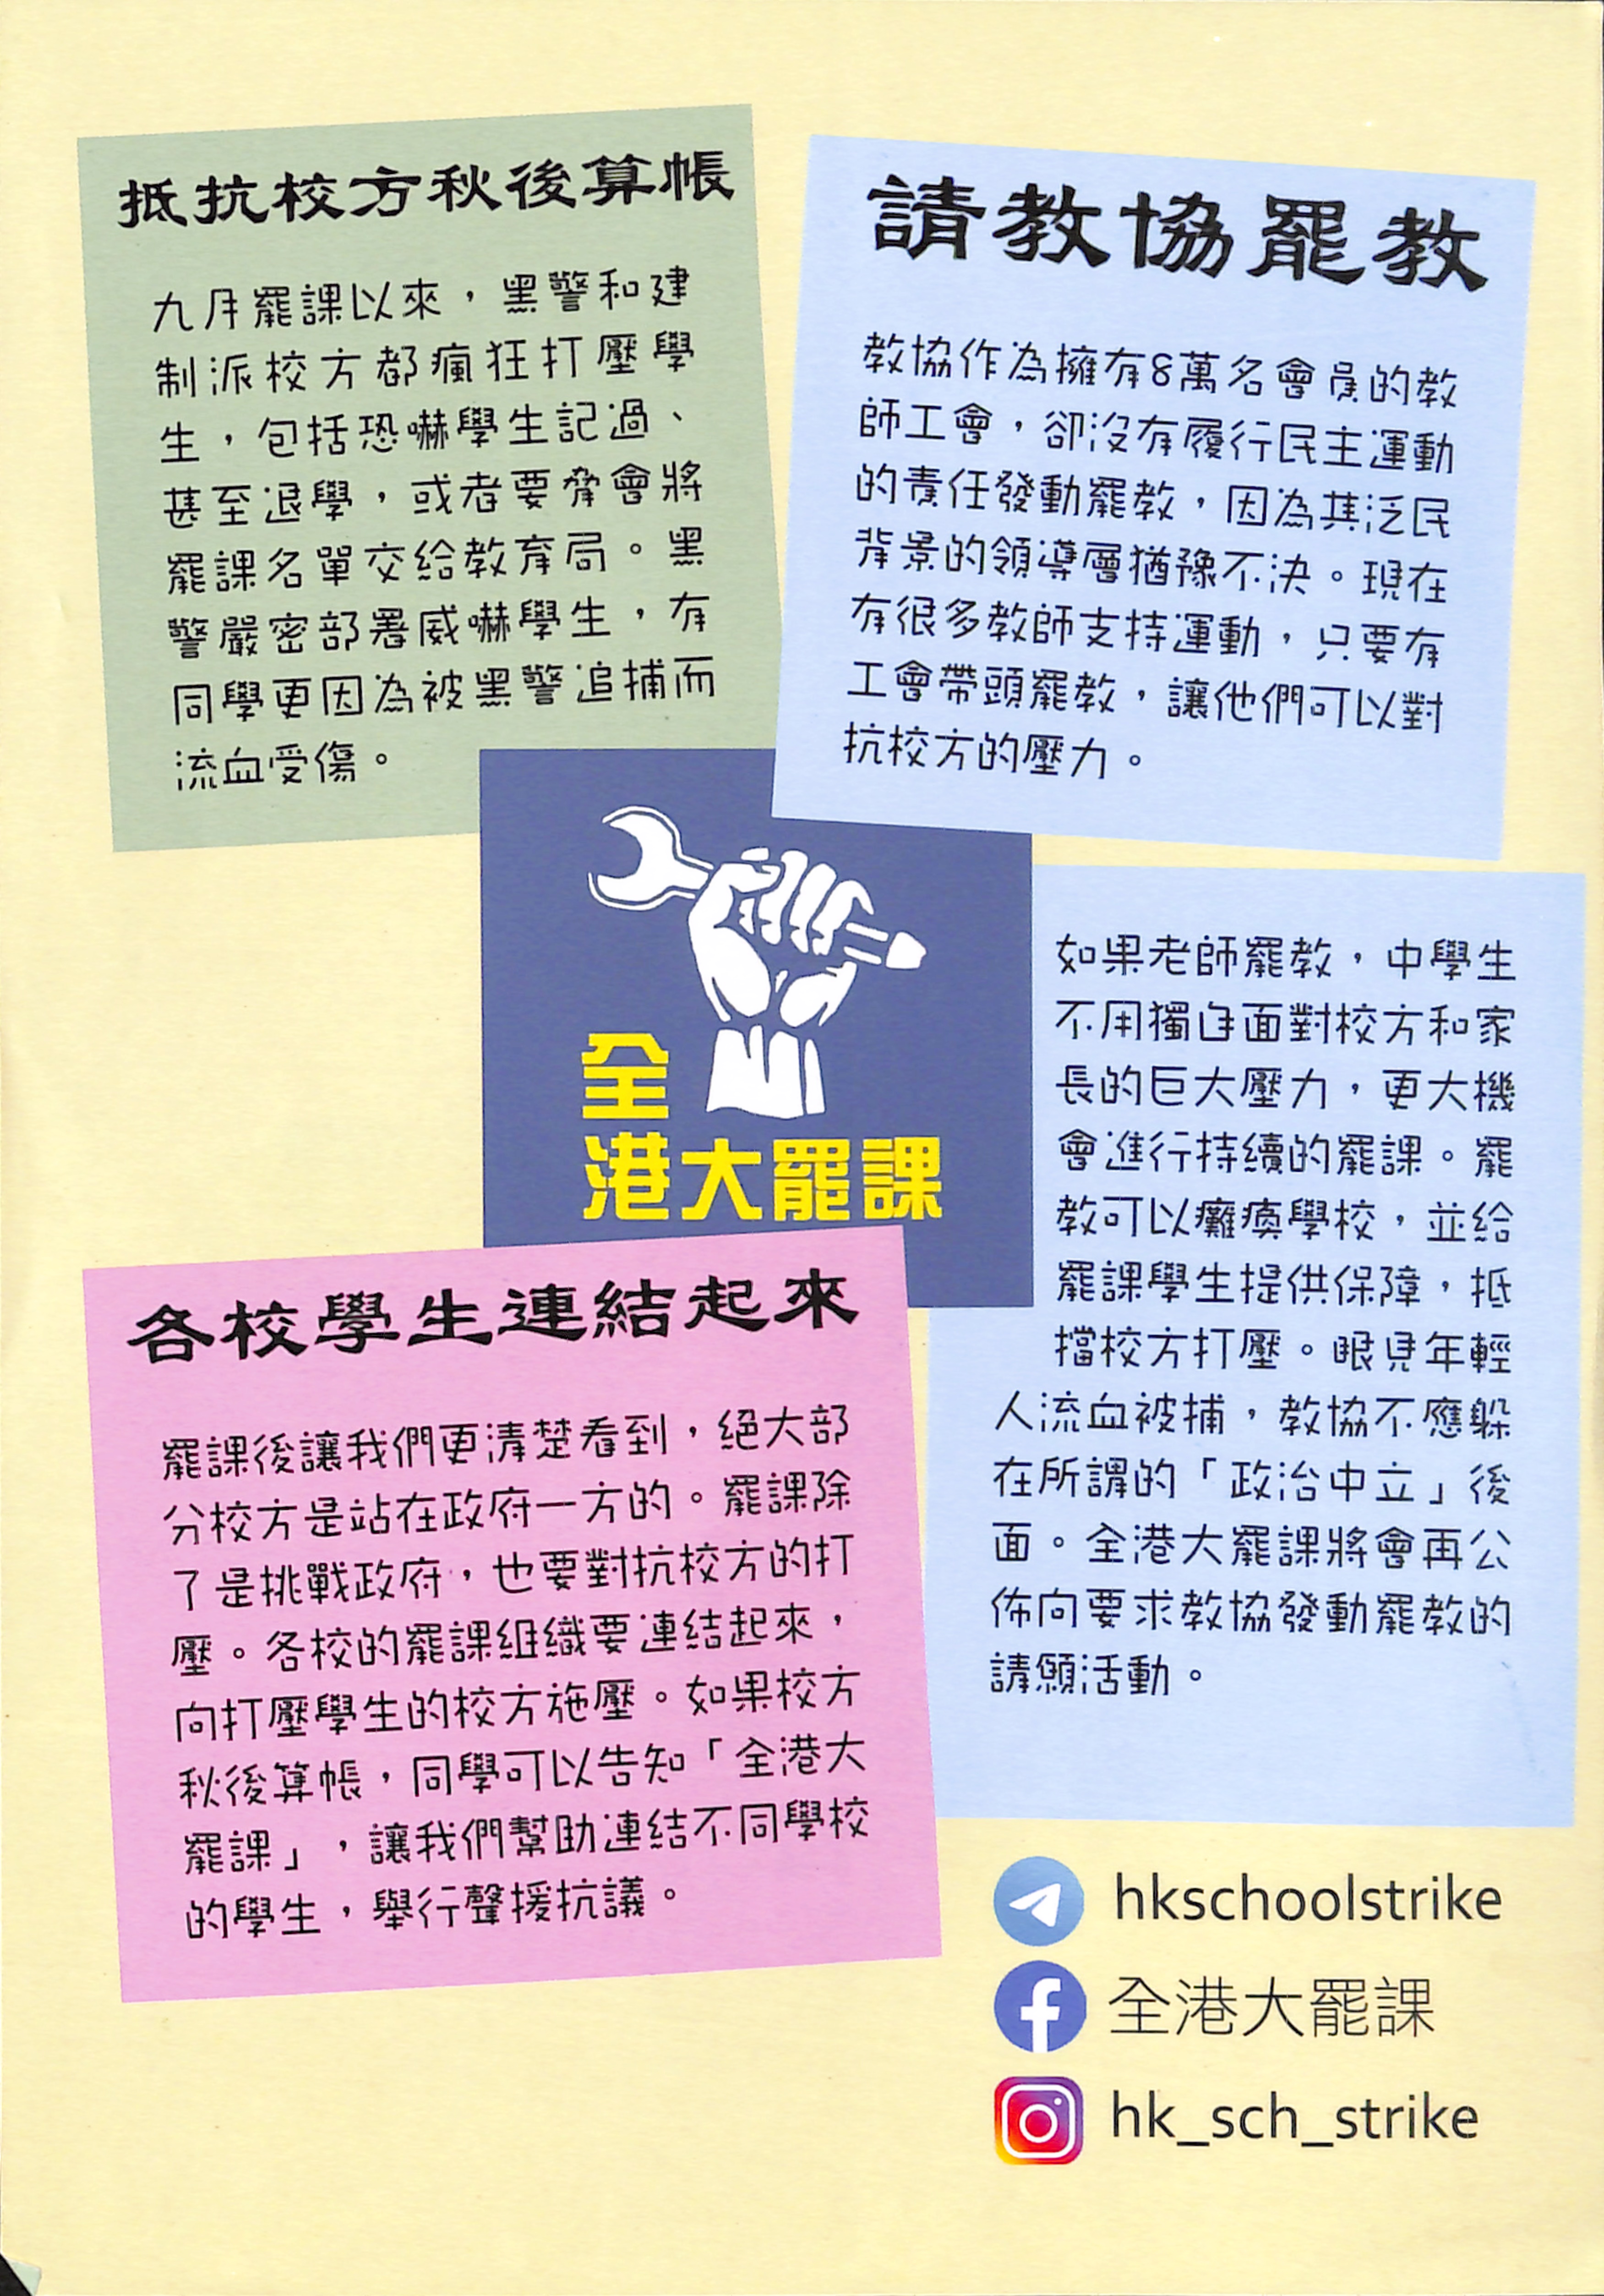 抵抗校方秋後算帳
九月罷課以來，黑警和建
制派校方都瘋狂打壓學
生，包括恐嚇學生記過、
甚至退學，或者要脅會將
罷課名單交給教育局。黑
警嚴密部署威嚇學生，有
同學更因為被黑警追捕而
流血受傷。
請教協罷教
教協作為擁有8萬名會員的教
師工會，卻沒有履行民主運動
的責任發動罷教，因為其泛民
背景的領導層猶豫不決。現在
有很多教師支持運動，只要有
工會帶頭罷教，讓他們可以對
抗校方的壓力。
如果老師罷教，中學生
不用獨自面對校方和家
長的巨大壓力，更大機
會進行持續的罷課。罷
教可以癱瘓學校，並給
罷課學生提供保障，抵
擋校方打壓。眼見年輕
人流血被捕，教協不應躲
在所謂的「政治中立」後
面。全港大罷課將會再公
佈向要求教協發動罷教的
請願活動。
全
港大罷課
各校學生連結起來
罷課後讓我們更清楚看到，絕大部
分校方是站在政府一方的。罷課除
了是挑戰政府，也要對抗校方的打
壓。各校的罷課組織要連結起來，
向打壓學生的校方施壓。如果校方
秋後算帳，同學可以告知「全港大
罷課」，讓我們幫助連結不同學校
的學生，舉行聲援抗議。
hkschoolstrike
全港大罷課
hk_sch_strike